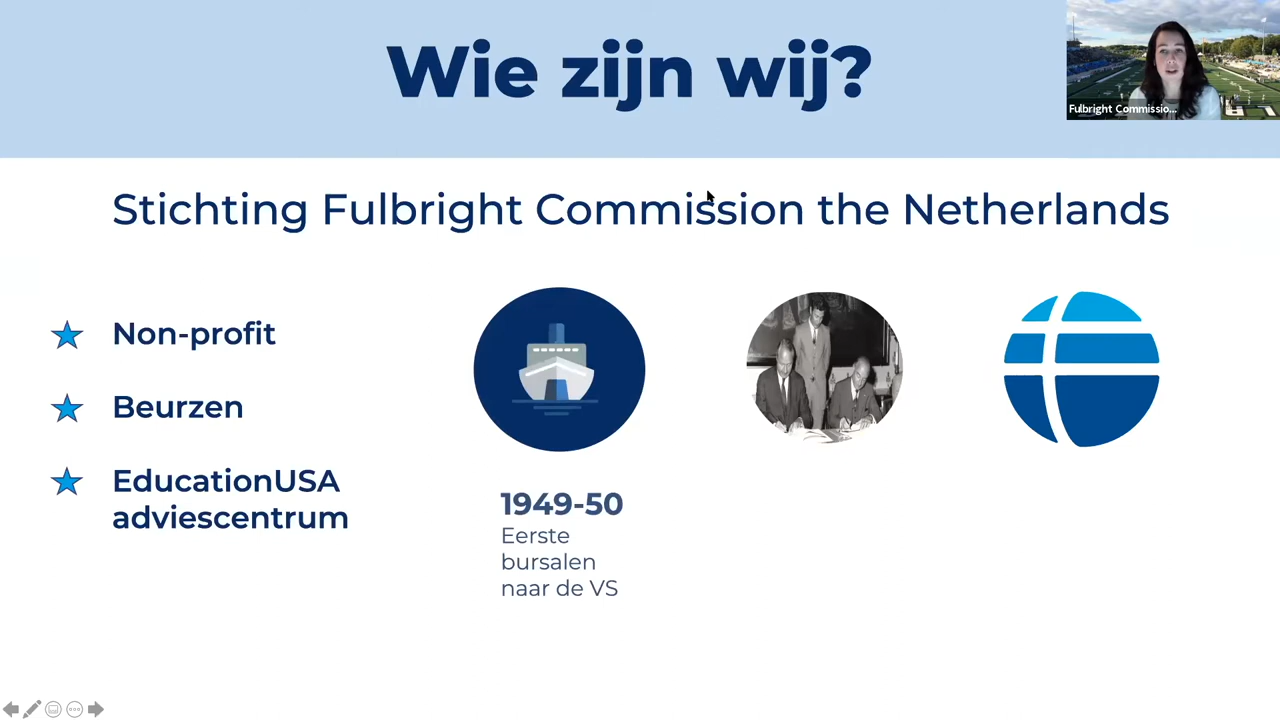 Wie zijn wij?
Fulbright Commissio...
Stichting Fulbright Commission the Netherlands
Non-profit
Beurzen
EducationUSA
adviescentrum
1949-50
Eerste
bursalen
naar de VS